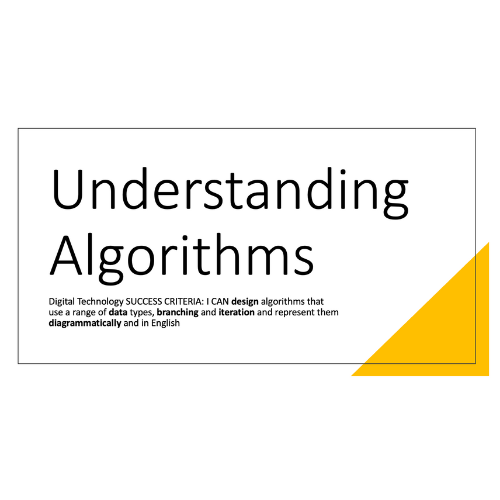 Understanding
Algorithms
Digital Technology SUCCESS CRITERIA: I CAN design algorithms that
use a range of data types, branching and iteration and represent them
diagrammatically and in English